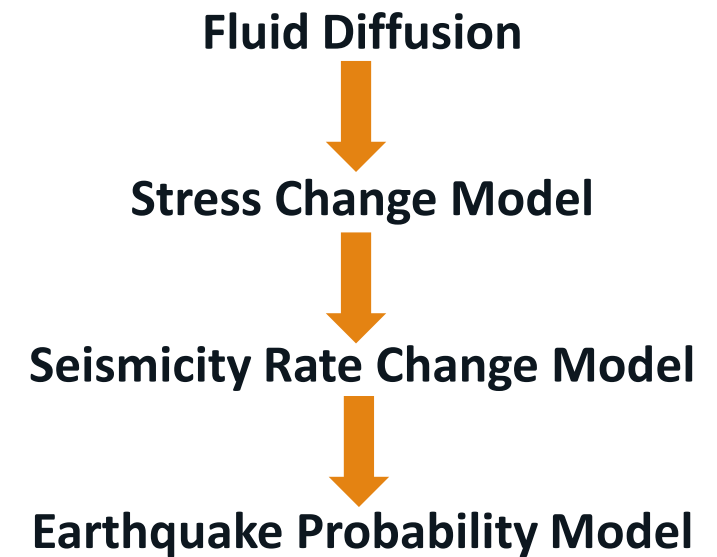 Fluid Diffusion
Stress Change Model
Seismicity Rate Change Model
Earthquake Probability Model